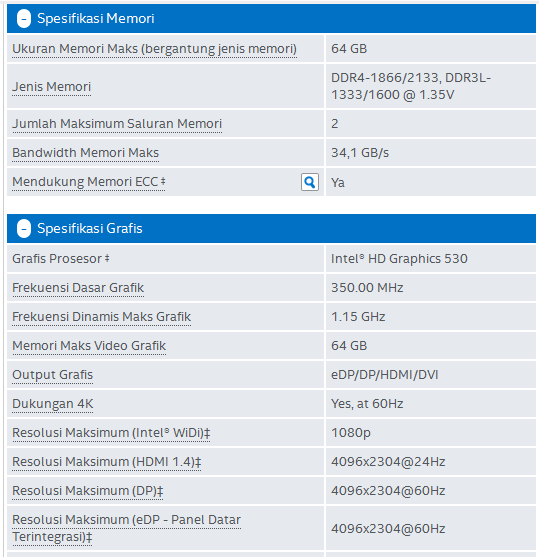 Spesifikasi Memori
Ukuran Memori Maks (bergantung jenis memori) 64 GB
Jenis Memori DDR4-1866/2133, DDR3L-
1333/1600 @ 1.35V
Jumlah Maksimum Saluran Memori 2
Bandwidth Memori Maks 34,1 GB/s
Mendukung Memori ECC ‡ Ya
Spesifikasi Grafis
Grafis Prosesor ‡ Intel® HD Graphics 530
Frekuensi Dasar Grafik 350.00 MHz
Frekuensi Dinamis Maks Grafik 1.15 GHz
Memori Maks Video Grafik 64 GB
Output Grafis eDP/DP/HDMI/DVI
Dukungan 4K Yes, at 60Hz
Resolusi Maksimum (Intel® WiDi)‡ 1080p
Resolusi Maksimum (HDMI 1.4)‡ 4096x2304@24Hz
Resolusi Maksimum (DP)‡ 4096x2304@60Hz
Resolusi Maksimum (eDP - Panel Datar
Terintegrasi)‡ 4096x2304@60Hz